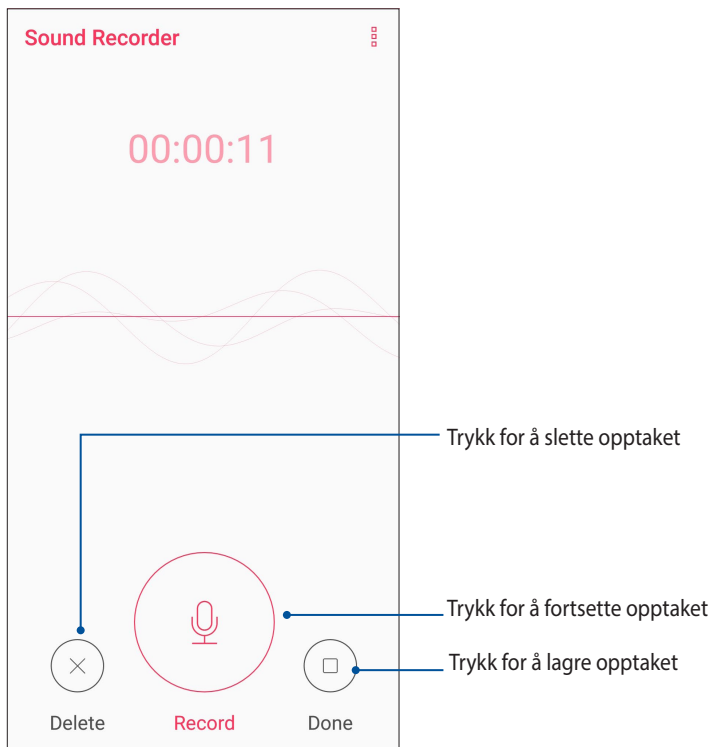 Sound Recorder
00:00:11
Trykk for å slette opptaket
Trykk for å fortsette opptaket
Trykk for å lagre opptaket
Delete
Record
Done